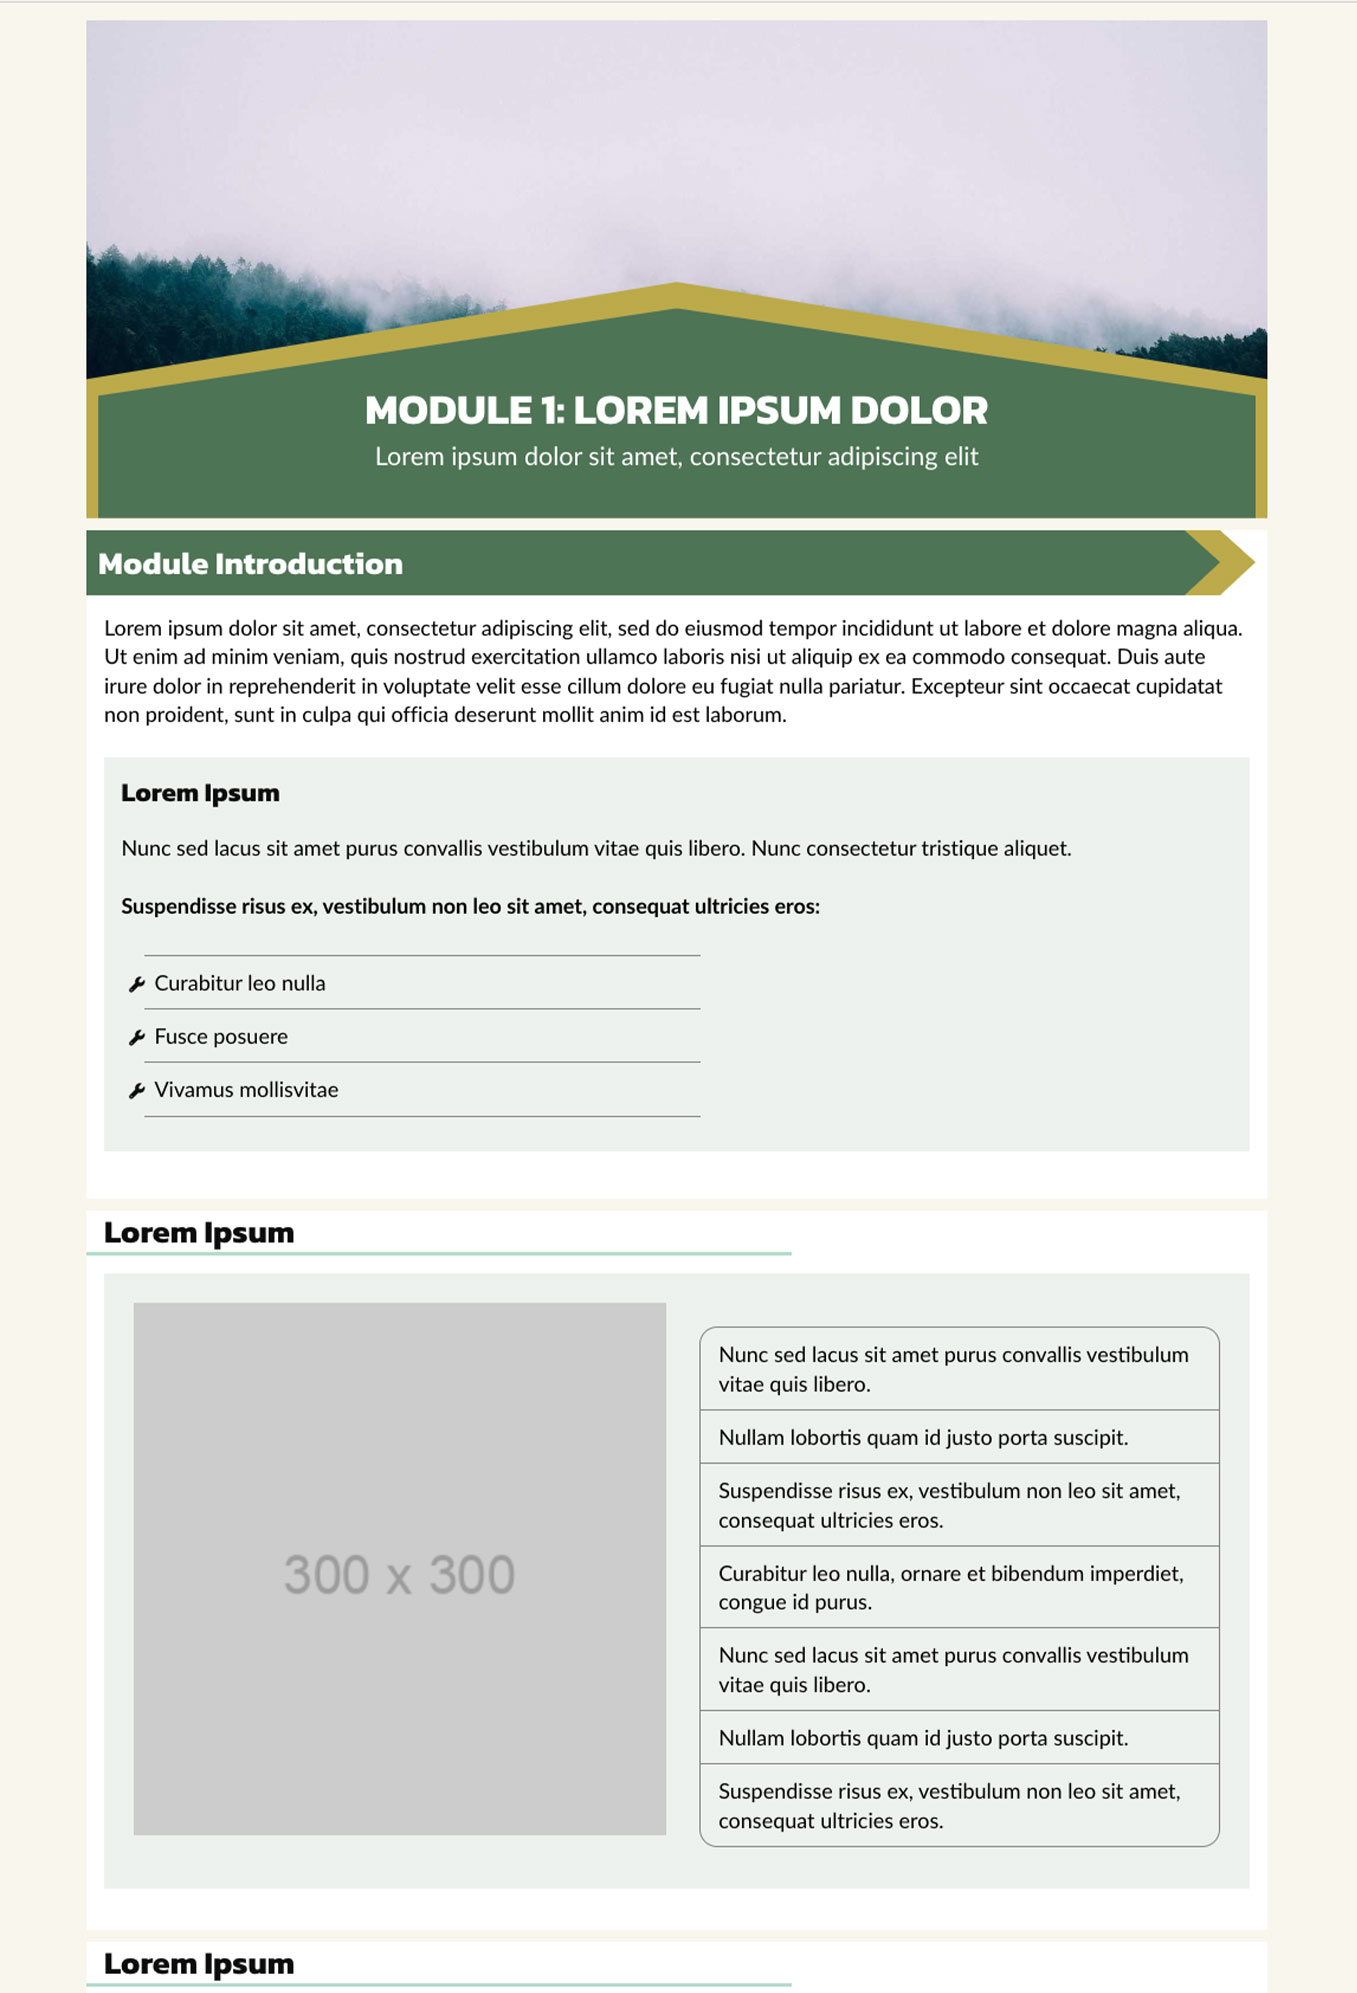 MODULE 1: LOREM IPSUM DOLOR
Lorem ipsum dolor sit amet, consectetur adipiscing elit
Module Introduction
Lorem ipsum dolor sit amet, consectetur adipiscing elit, sed do eiusmod tempor incididunt ut labore et dolore magna aliqua.
Ut enim ad minim veniam, quis nostrud exercitation ullamco laboris nisi ut aliquip ex ea commodo consequat. Duis aute
irure dolor in reprehenderit in voluptate velit esse cillum dolore eu fugiat nulla pariatur. Excepteur sint occaecat cupidatat
non proident, sunt in culpa qui officia deserunt mollit anim id est laborum.
Lorem Ipsum
Nunc sed lacus sit amet purus convallis vestibulum vitae quis libero. Nunc consectetur tristique aliquet.
Suspendisse risus ex, vestibulum non leo sit amet, consequat ultricies eros:
Curabitur leo nulla
Fusce posuere
Vivamus mollisvitae
Lorem Ipsum
300 x 300
Nunc sed lacus sit amet purus convallis vestibulum
vitae quis libero.
Nullam lobortis quam id justo porta suscipit.
Suspendisse risus ex, vestibulum non leo sit amet,
consequat ultricies eros.
Curabitur leo nulla, ornare et bibendum imperdiet,
congue id purus.
Nunc sed lacus sit amet purus convallis vestibulum
vitae quis libero.
Nullam lobortis quam id justo porta suscipit.
Suspendisse risus ex, vestibulum non leo sit amet,
consequat ultricies eros.
Lorem Ipsum